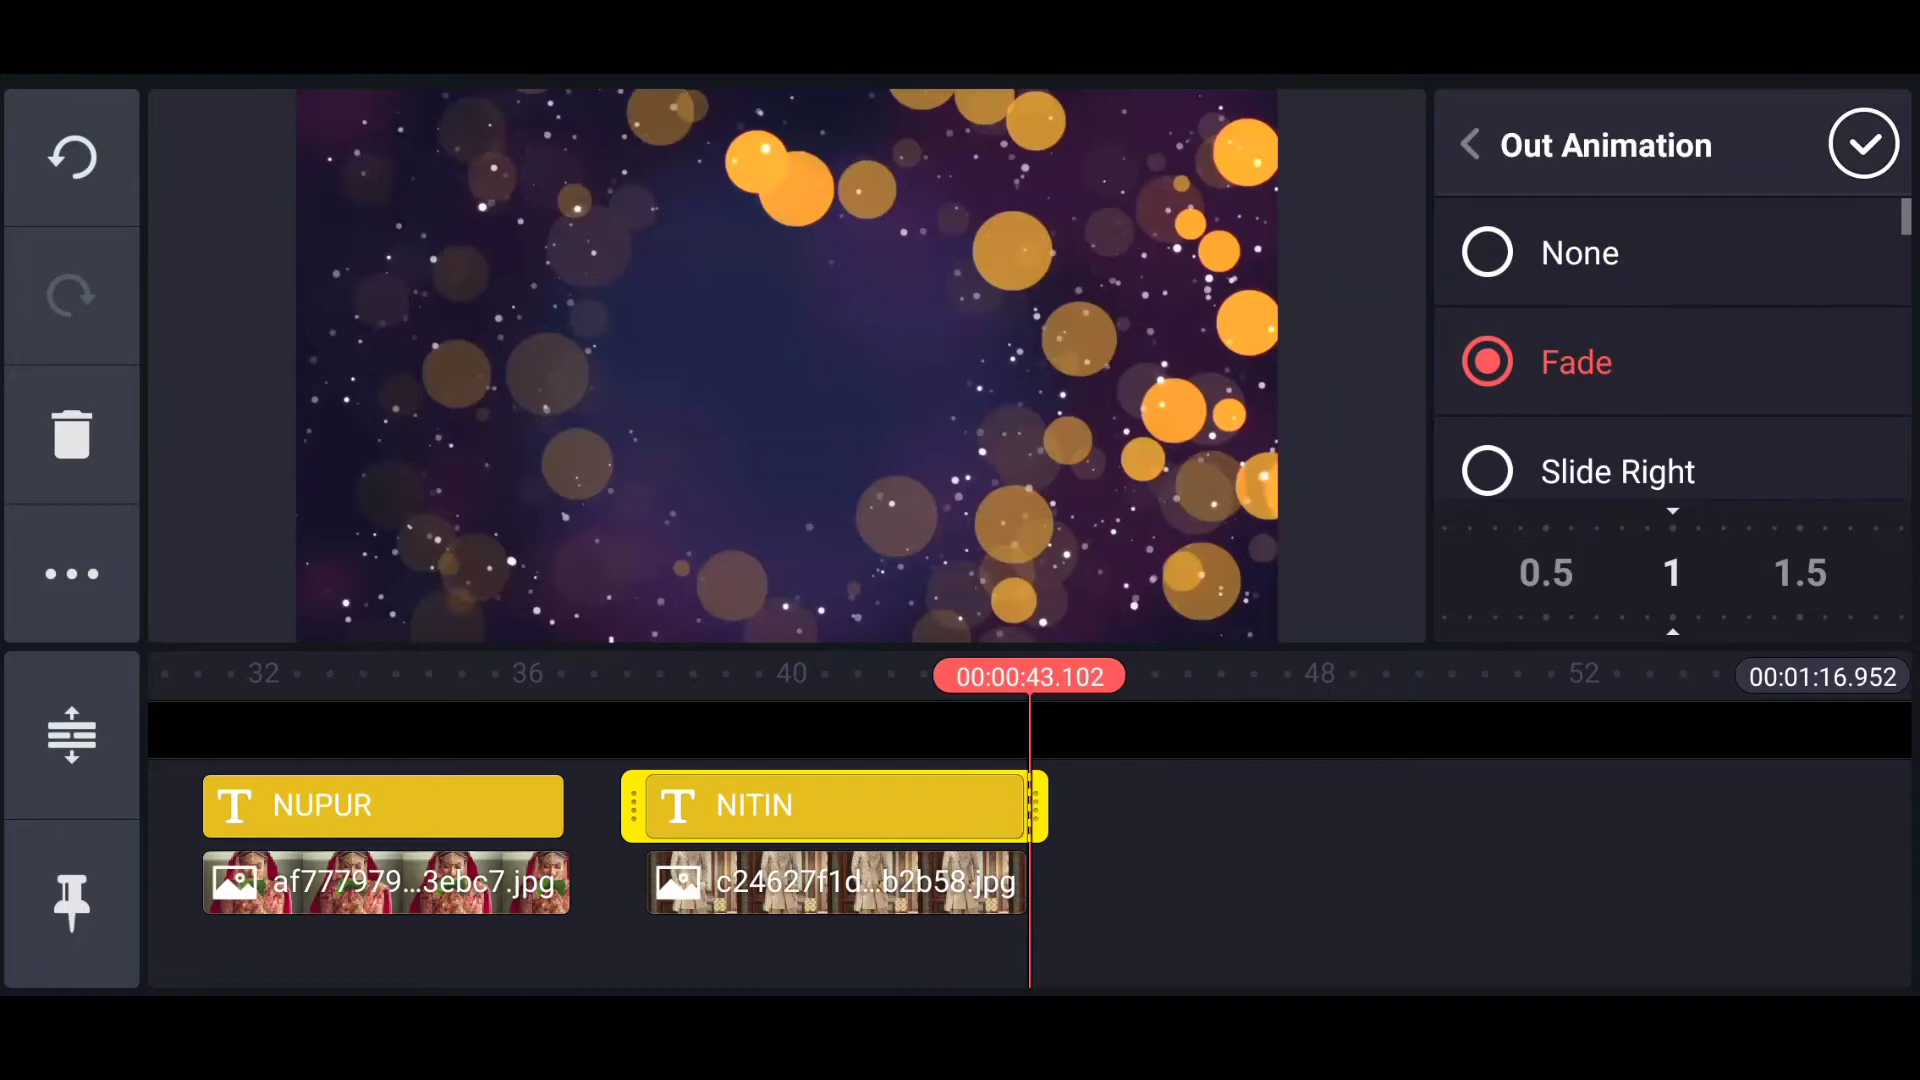 Out Animation
None
Fade
Slide Right
0.5 1 1.5
32 36 40 00:00:43.102 48 52 00:01:16.952
T NUPUR T NITIN
af777979...3ebc7.jpg c24627f1d...b2b58.jpg